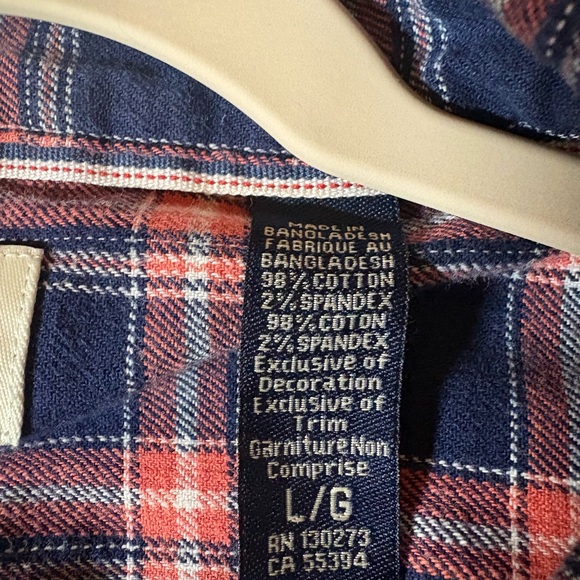 MADE IN
BANGLADESH
FABRIQUE AU
BANGLADESH
98% COTTON
2% SPANDEX
98% COTON
2% SPANDEX
Exclusive of
Decoration
Exclusive of
Trim
Garniture Non
Comprise
L/G
RN 130273
CA 55394